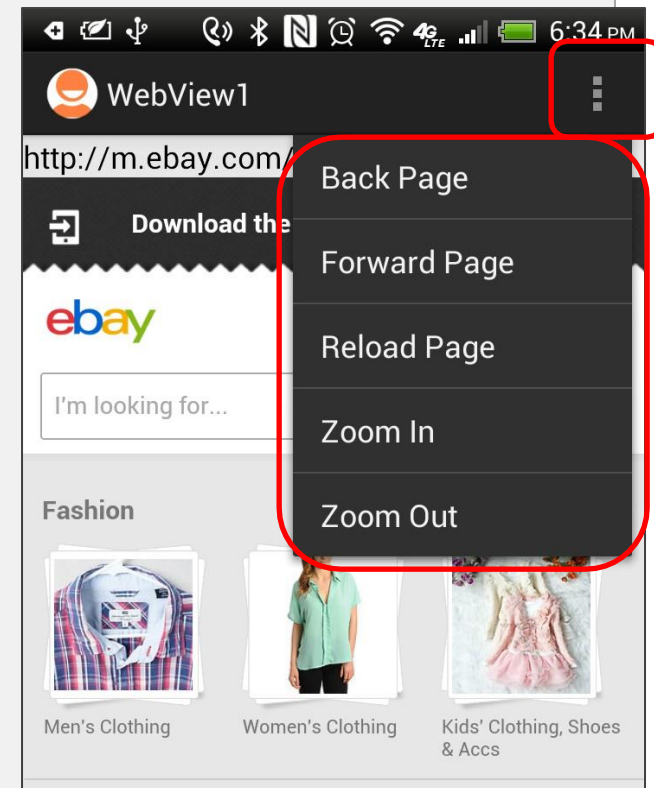 4G LTE 6:34 PM
WebView1
http://m.ebay.com/
Back Page
Download the
Forward Page
ebay
Reload Page
I'm looking for...
Zoom In
Fashion
Zoom Out
Men's Clothing
Women's Clothing
Kids' Clothing, Shoes
& Accs